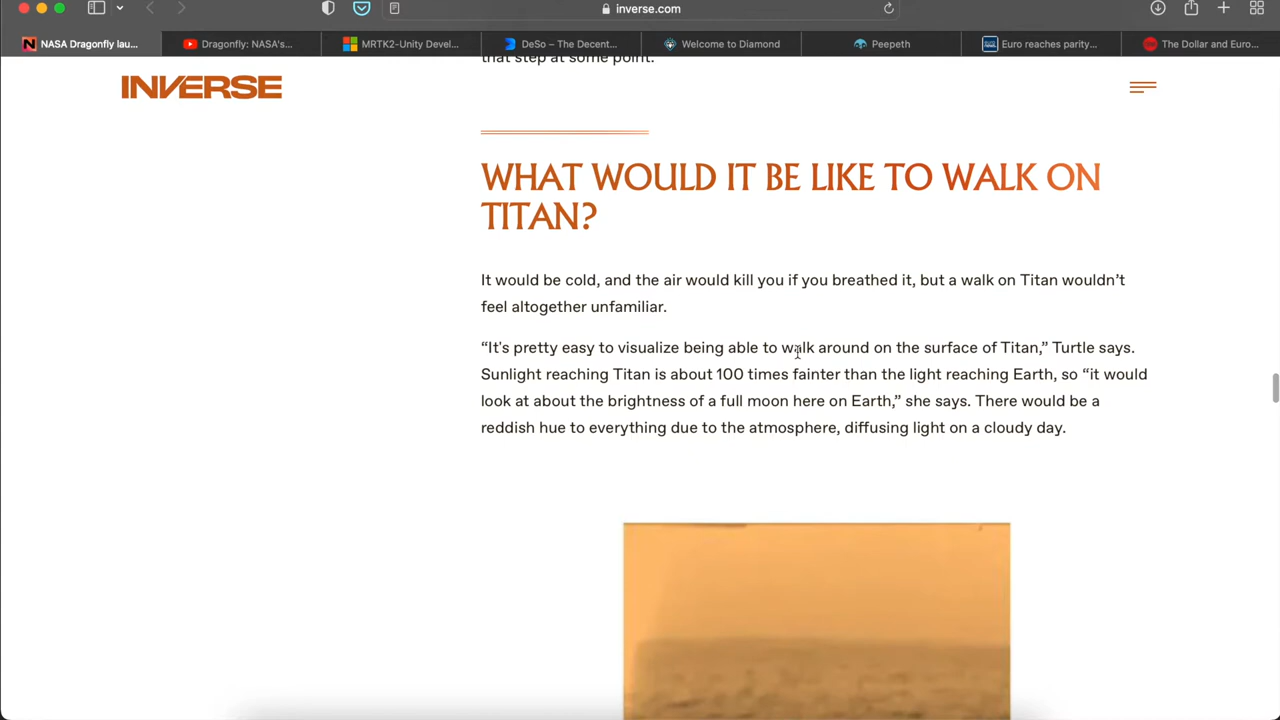 inverse.com
NASA Dragonfly lau...
Dragonfly: NASA's...
MRTK2-Unity Devel...
DeSo – The Decent...
Welcome to Diamond
Peepeth
Euro reaches parity...
The Dollar and Euro...
that step at some point.
INVERSE
WHAT WOULD IT BE LIKE TO WALK ON
TITAN?
It would be cold, and the air would kill you if you breathed it, but a walk on Titan wouldn’t
feel altogether unfamiliar.
“It's pretty easy to visualize being able to walk around on the surface of Titan,” Turtle says.
Sunlight reaching Titan is about 100 times fainter than the light reaching Earth, so “it would
look at about the brightness of a full moon here on Earth,” she says. There would be a
reddish hue to everything due to the atmosphere, diffusing light on a cloudy day.